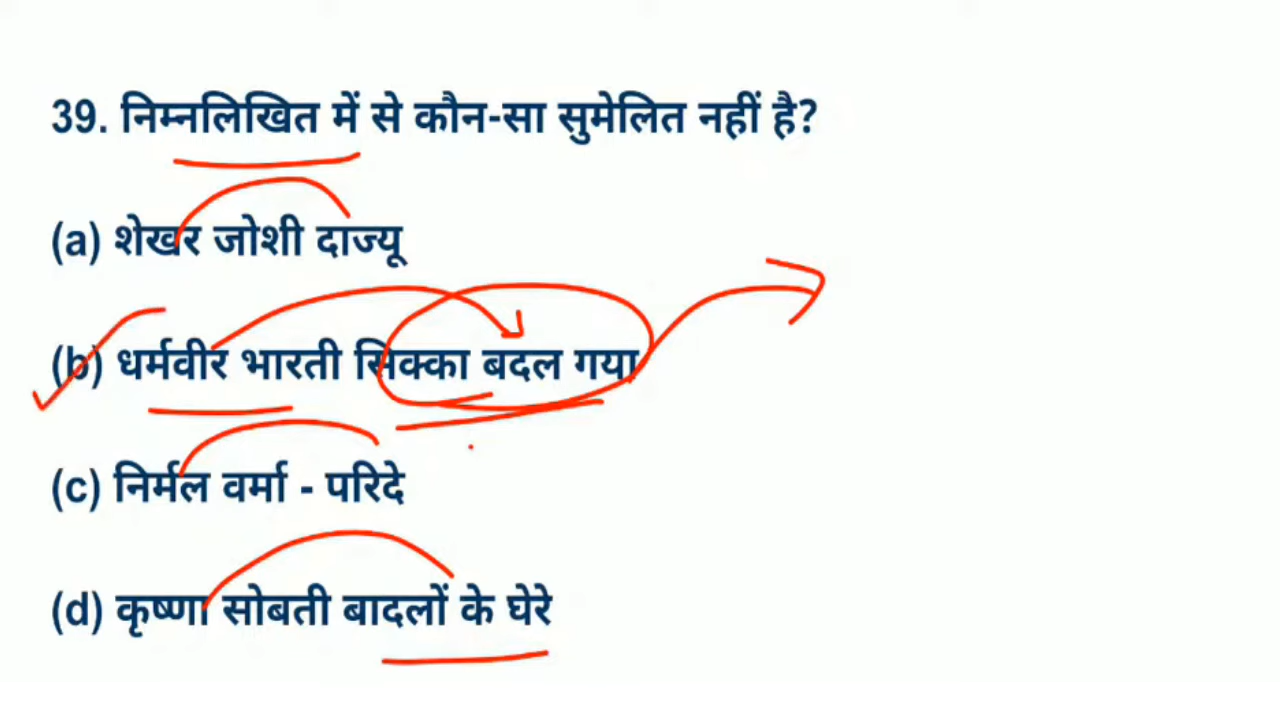 39. निम्नलिखित में से कौन-सा सुमेलित नहीं है?
(a) शेखर जोशी दाज्यू
(b) धर्मवीर भारती सिक्का बदल गया
(c) निर्मल वर्मा - परिदे
(d) कृष्णा सोबती बादलों के घेरे